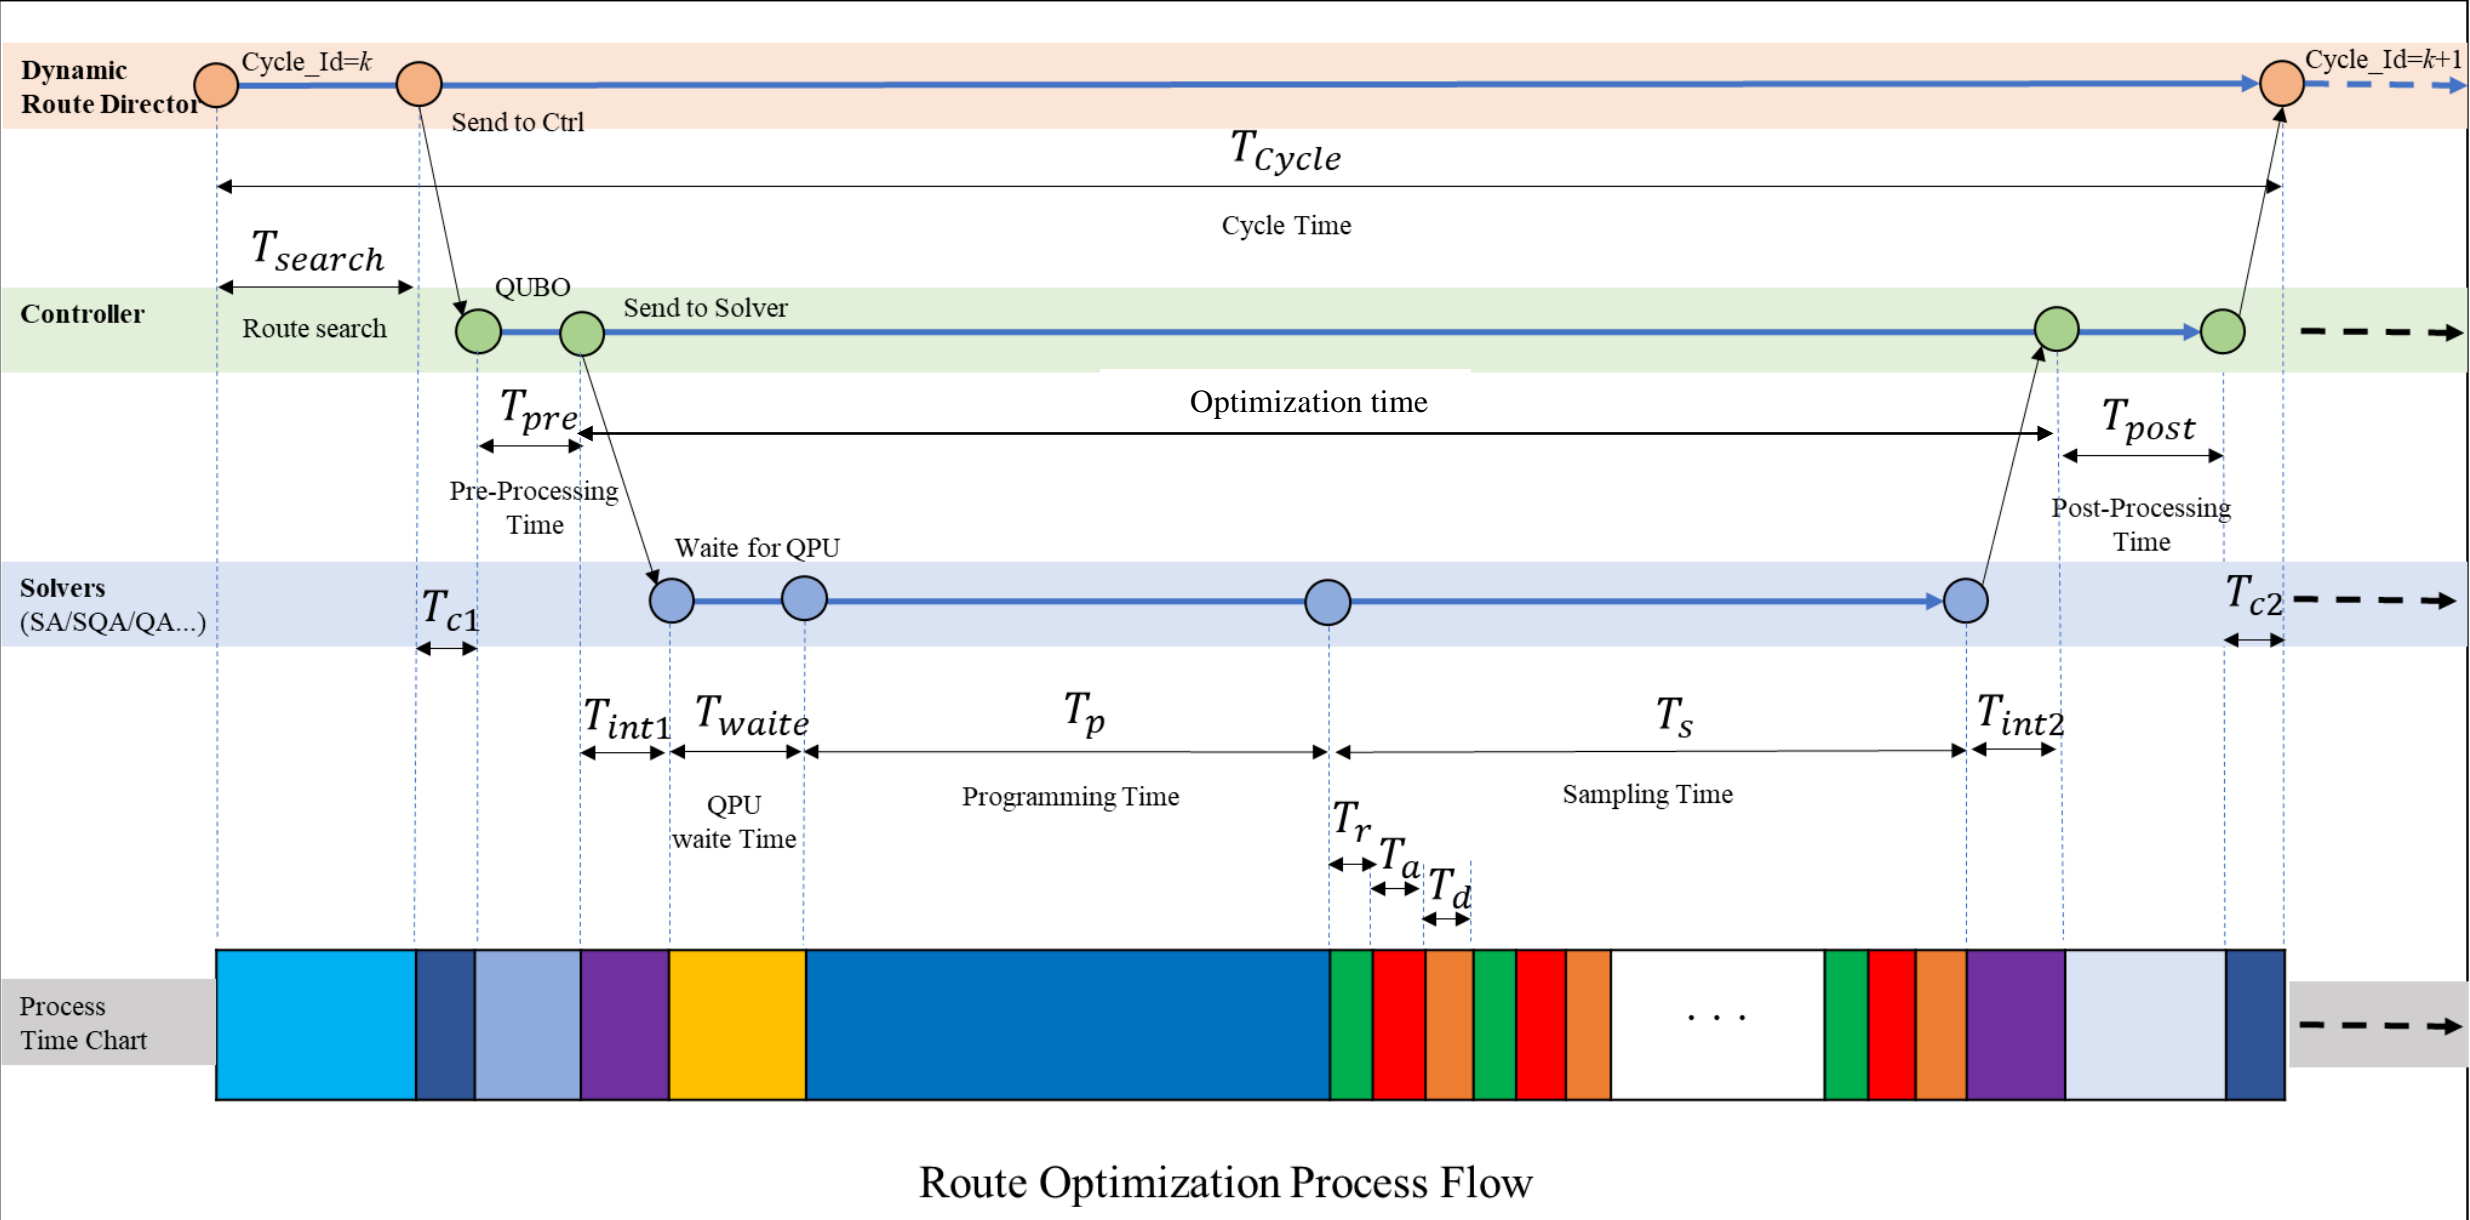 Dynamic
Route Director
Cycle_Id=k
Send to Ctrl
Cycle_Id=k+1
T_Cycle
Cycle Time
T_search
Controller
Route search
QUBO
Send to Solver
Optimization time
T_pre
Pre-Processing
Time
T_post
Post-Processing
Time
Solvers
(SA/SQA/QA...)
Waite for QPU
T_c1
T_c2
T_int1
T_waite
T_p
T_s
T_int2
QPU
waite Time
Programming Time
Sampling Time
T_r
T_a
T_d
Process
Time Chart
. . .
Route Optimization Process Flow